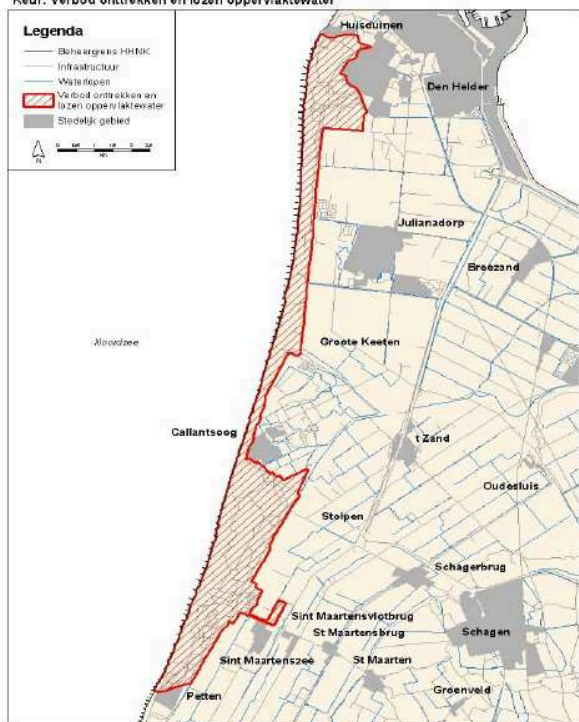 Keur: Verbod onttrekken en lozen oppervlaktewater
Legenda
Beheergrens HHNK
Infrastructuur
Waterlopen
Verbod onttrekken en
lozen oppervlaktewater
Stedelijk gebied
N
Huisduinen
Den Helder
Julianadorp
Breezand
Noordzee
Groote Keeten
Callantsoog
t Zand
Oudesluis
Stolpen
Schagerbrug
Sint Maartensvlotbrug
St Maartensbrug
Schagen
Sint Maartenszee
St Maarten
Petten
Groenveld